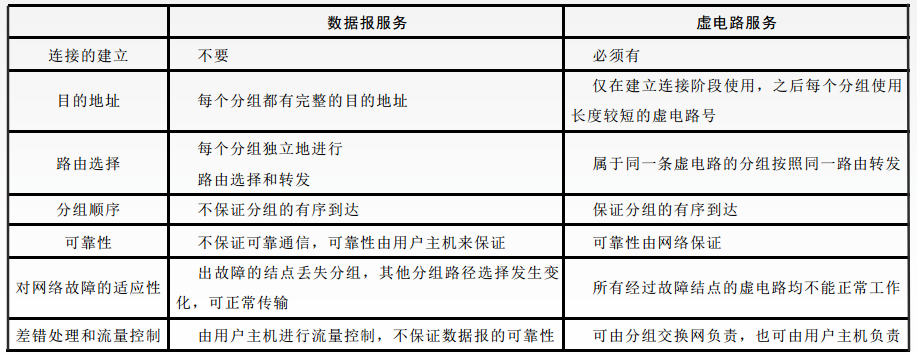 数据报服务 虚电路服务
连接的建立 不要 必须有
目的地址 每个分组都有完整的目的地址 仅在建立连接阶段使用，之后每个分组使用
长度较短的虚电路号
路由选择 每个分组独立地进行
路由选择和转发 属于同一条虚电路的分组按照同一路由转发
分组顺序 不保证分组的有序到达 保证分组的有序到达
可靠性 不保证可靠通信，可靠性由用户主机来保证 可靠性由网络保证
对网络故障的适应性 出故障的结点丢失分组，其他分组路径选择发生变
化，可正常传输 所有经过故障结点的虚电路均不能正常工作
差错处理和流量控制 由用户主机进行流量控制，不保证数据报的可靠性 可由分组交换网负责，也可由用户主机负责